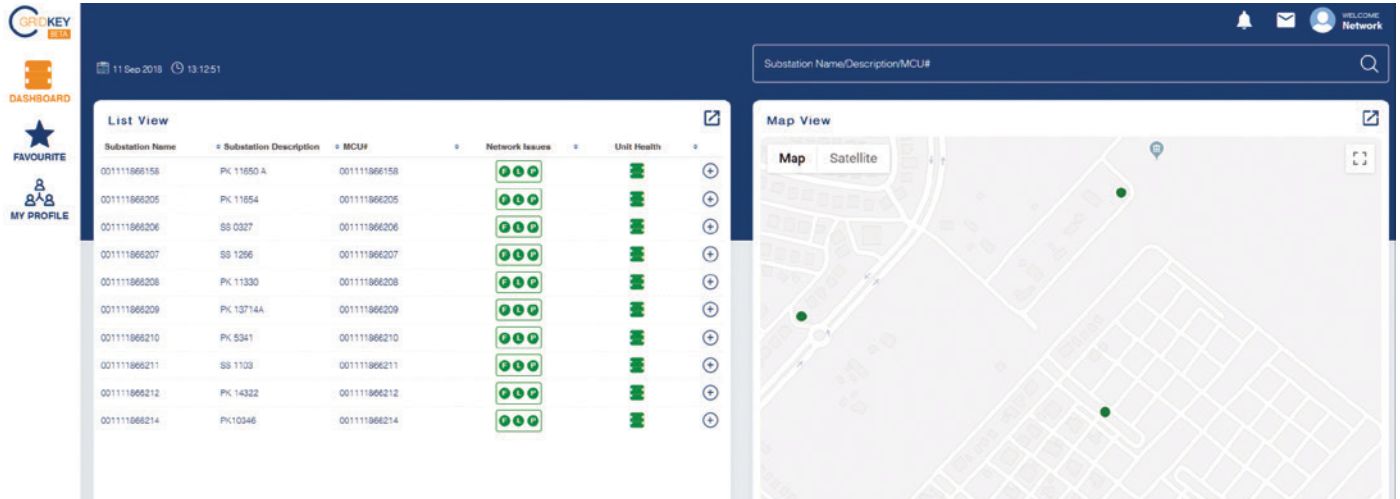 GRIDKEY
BETA
WELCOME
Network
DASHBOARD
FAVOURITE
MY PROFILE
11 Sep 2018 13:12:51
Substation Name/Description/MCU#
List View
Substation Name Substation Description MCU# Network Issues Unit Health
001111866158 PK 11650 A 001111866158 F L P
001111866205 PK 11654 001111866205 F L P
001111866206 SS 0327 001111866206 F L P
001111866207 SS 1266 001111866207 F L P
001111866208 PK 11330 001111866208 F L P
001111866209 PK 13714A 001111866209 F L P
001111866210 PK 5341 001111866210 F L P
001111866211 SS 1103 001111866211 F L P
001111866212 PK 14322 001111866212 F L P
001111866214 PK10346 001111866214 F L P
Map View
Map Satellite